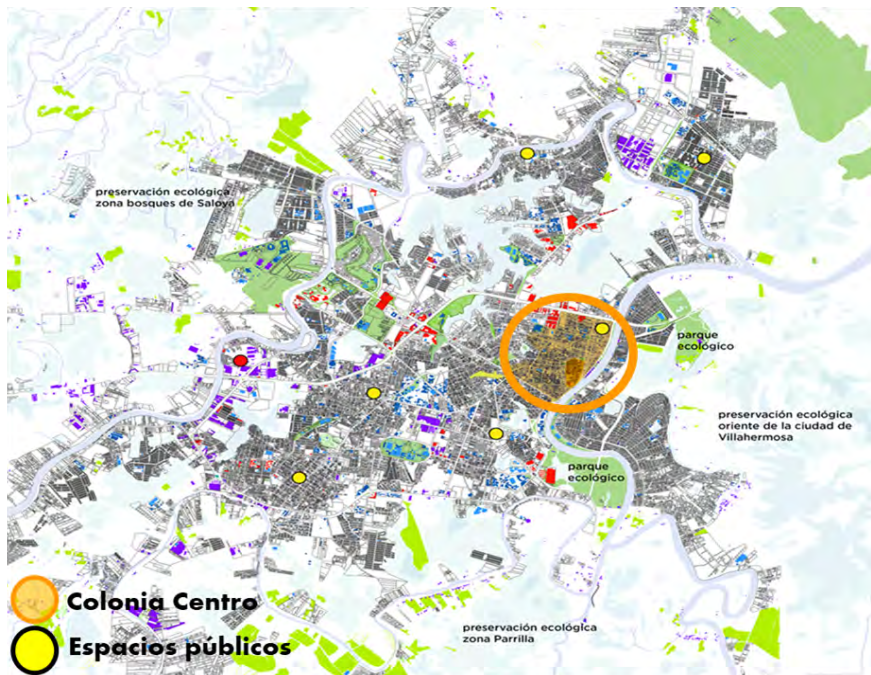 preservación ecológica
zona bosques de Saloya
parque
ecológico
preservación ecológica
oriente de la ciudad de
Villahermosa
parque
ecológico
preservación ecológica
zona Parrilla
Colonia Centro
Espacios públicos